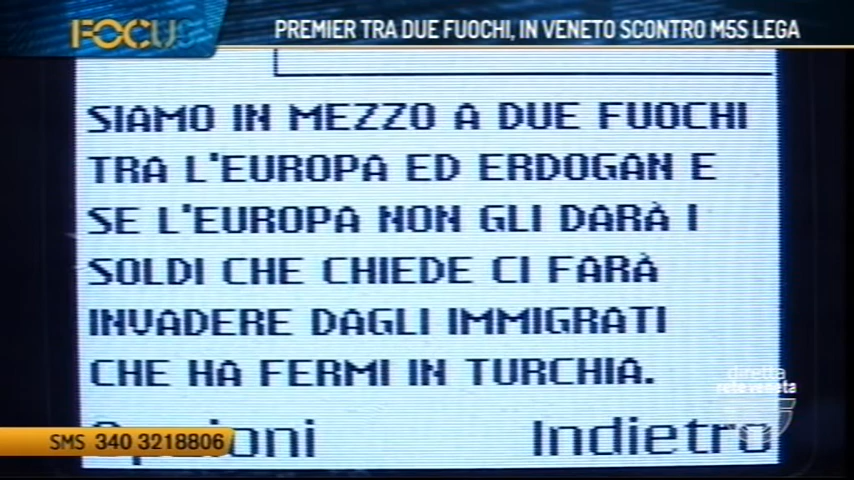 FOCUS
PREMIER TRA DUE FUOCHI, IN VENETO SCONTRO M5S LEGA
SIAMO IN MEZZO A DUE FUOCHI
TRA L'EUROPA ED ERDOGAN E
SE L'EUROPA NON GLI DARÀ I
SOLDI CHE CHIEDE CI FARÀ
INVADERE DAGLI IMMIGRATI
CHE HA FERMI IN TURCHIA.
diretta
reteveneta
Opzioni Indietro
SMS 340 3218806